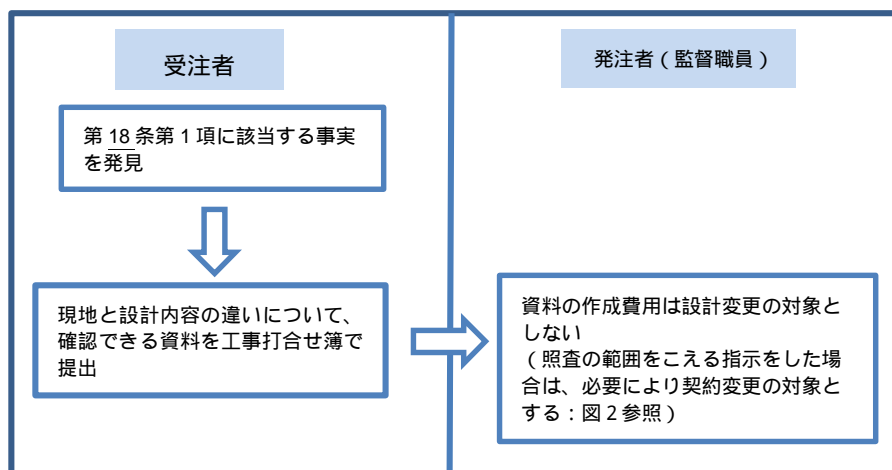 受注者
発注者（監督職員）
第18条第１項に該当する事実
を発見
現地と設計内容の違いについて、
確認できる資料を工事打合せ簿で
提出
資料の作成費用は設計変更の対象と
しない
（照査の範囲をこえる指示をした場
合は、必要により契約変更の対象と
する：図２参照）